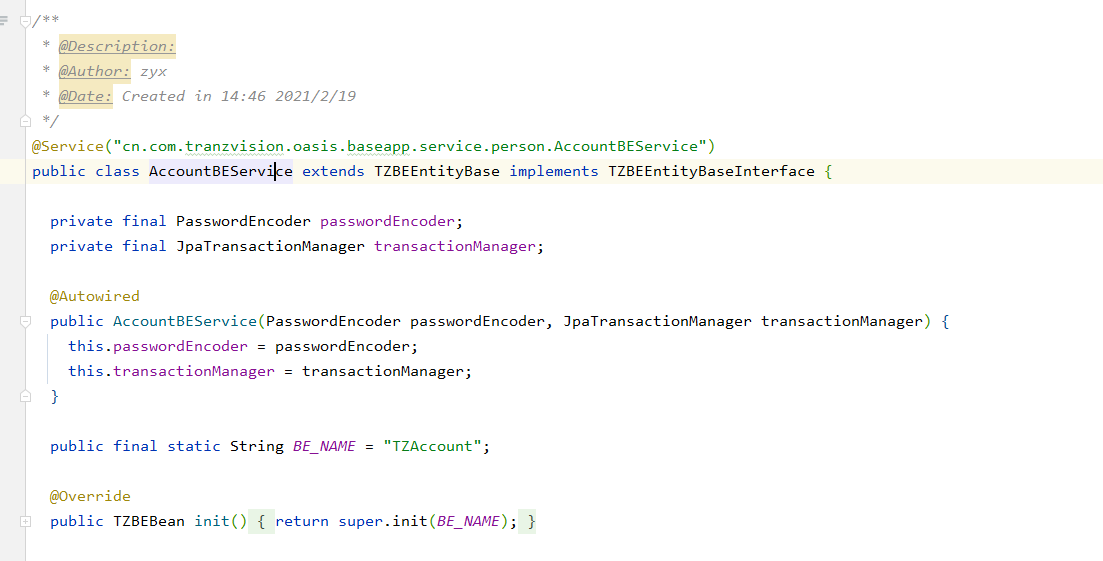 /**
 * @Description:
 * @Author: zyx
 * @Date: Created in 14:46 2021/2/19
 */
@Service("cn.com.tranzvision.oasis.baseapp.service.person.AccountBEService")
public class AccountBEService extends TZBEEntityBase implements TZBEEntityBaseInterface {
private final PasswordEncoder passwordEncoder;
private final JpaTransactionManager transactionManager;
@Autowired
public AccountBEService(PasswordEncoder passwordEncoder, JpaTransactionManager transactionManager) {
this.passwordEncoder = passwordEncoder;
this.transactionManager = transactionManager;
}
public final static String BE_NAME = "TZAccount";
@Override
public TZBEBean init() { return super.init(BE_NAME); }